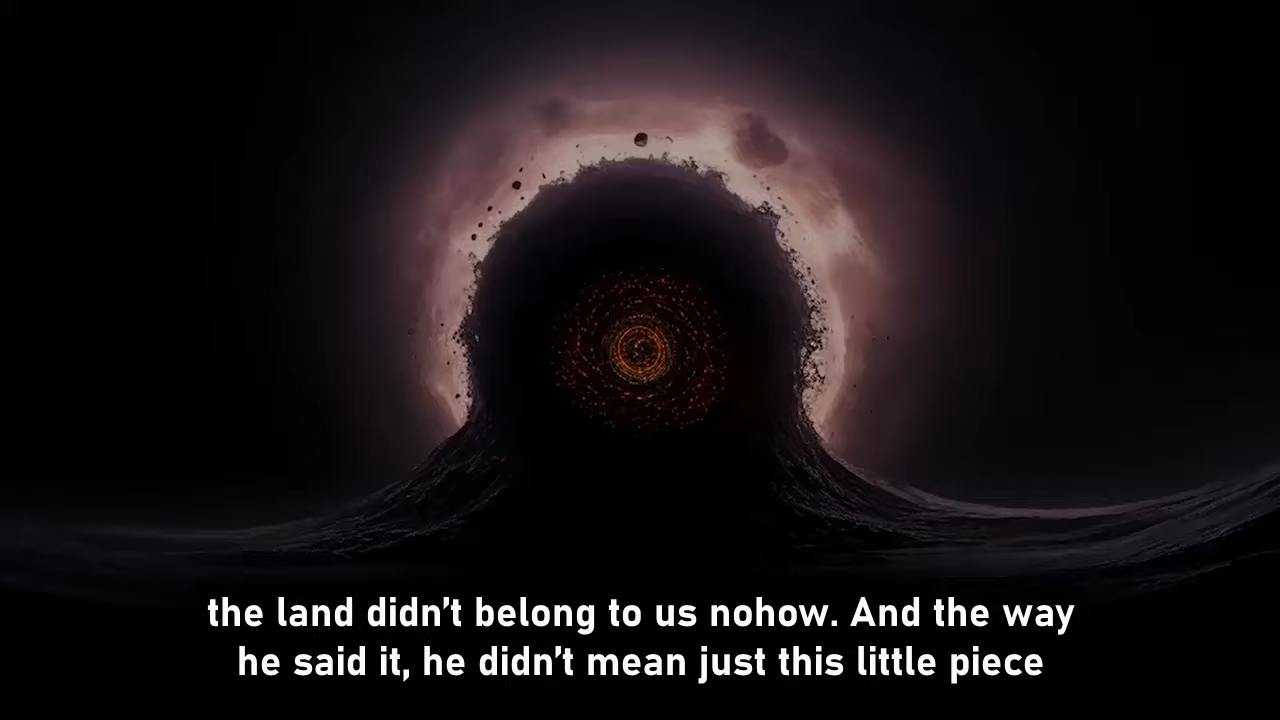 the land didn't belong to us nohow. And the way
he said it, he didn't mean just this little piece